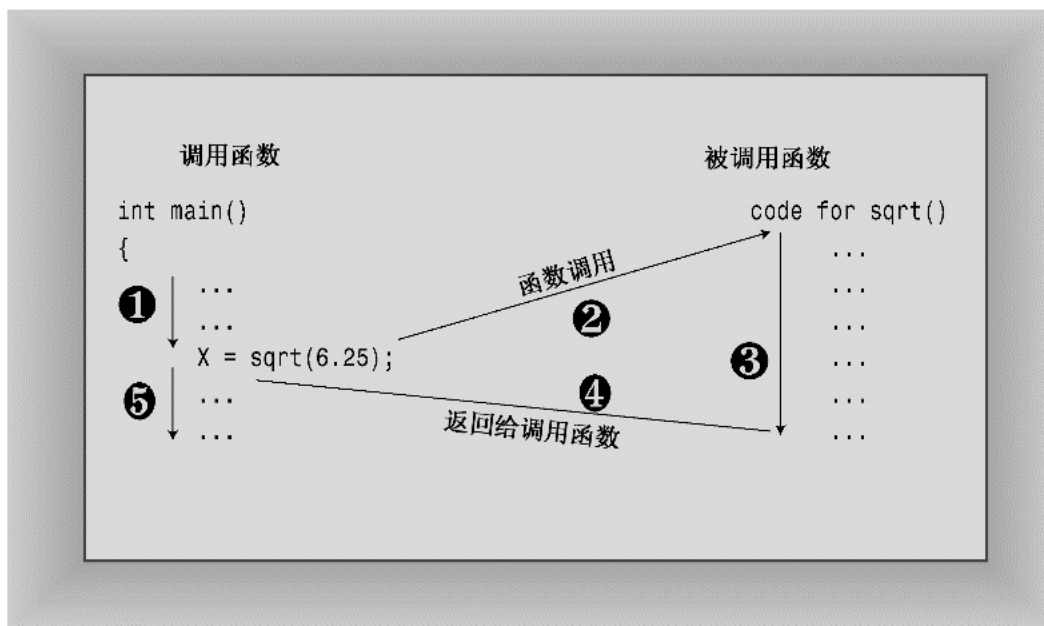 调用函数
被调用函数
int main()
code for sqrt()
{
...
函数调用
...
❶
...
...
❷
...
...
X = sqrt(6.25);
❸
...
❹
❺
...
...
返回给调用函数
...
...